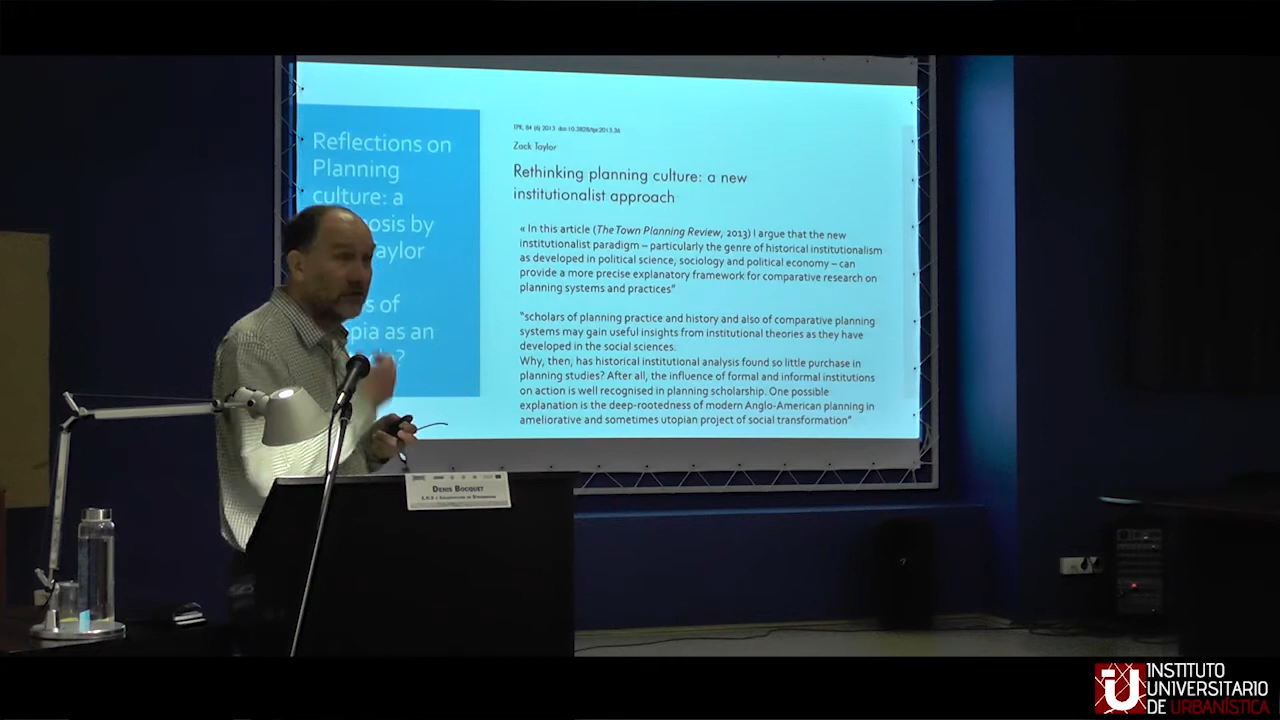 Reflections on
Planning
culture: a
osis by
aylor
s of
pia as an
TPR, 84 (6) 2013
Zack Taylor
Rethinking planning culture: a new
institutionalist approach
« In this article (The Town Planning Review, 2013) I argue that the new
institutionalist paradigm – particularly the genre of historical institutionalism
as developed in political science, sociology and political economy – can
provide a more precise explanatory framework for comparative research on
planning systems and practices”
“scholars of planning practice and history and also of comparative planning
systems may gain useful insights from institutional theories as they have
developed in the social sciences.
Why, then, has historical institutional analysis found so little purchase in
planning studies? After all, the influence of formal and informal institutions
on action is well recognised in planning scholarship. One possible
explanation is the deep-rootedness of modern Anglo-American planning in
ameliorative and sometimes utopian project of social transformation”
Denis Bocquet
INSTITUTO
UNIVERSITARIO
DE URBANÍSTICA